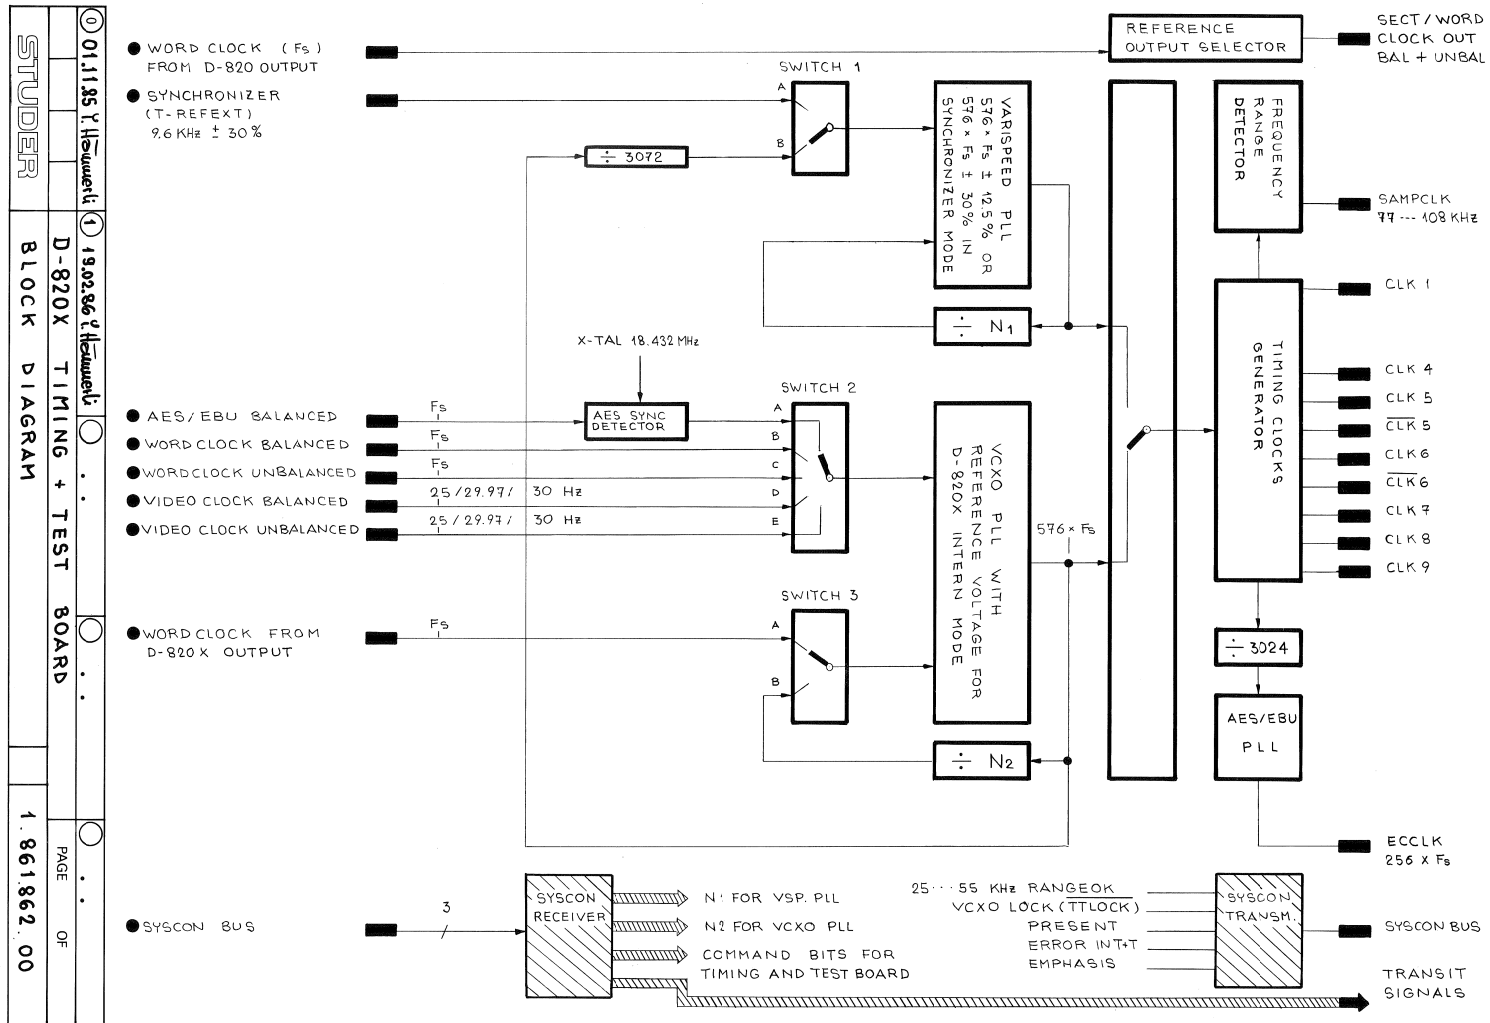 WORD CLOCK (Fs)
FROM D-820 OUTPUT
SYNCHRONIZER
(T-REFEXT)
9.6 KHz ± 30%
÷ 3072
SWITCH 1
A
B
VARISPEED PLL
576 × Fs ± 12.5% OR
576 × Fs ± 30% IN
SYNCHRONIZER MODE
÷ N1
REFERENCE
OUTPUT SELECTOR
SECT/WORD
CLOCK OUT
BAL + UNBAL
FREQUENCY
RANGE
DETECTOR
SAMPCLK
77 --- 108 KHz
X-TAL 18.432 MHz
AES SYNC
DETECTOR
AES/EBU BALANCED
Fs
WORDCLOCK BALANCED
Fs
WORDCLOCK UNBALANCED
Fs
VIDEO CLOCK BALANCED
25/29.97/ 30 Hz
VIDEO CLOCK UNBALANCED
25/29.97/ 30 Hz
SWITCH 2
A
B
C
D
E
VCXO PLL WITH
REFERENCE VOLTAGE FOR
D-820X INTERN MODE
576 × Fs
SWITCH 3
A
B
WORDCLOCK FROM
D-820X OUTPUT
Fs
÷ N2
TIMING CLOCKS
GENERATOR
CLK 1
CLK 4
CLK 5
C̅L̅K̅ 5
CLK 6
C̅L̅K̅ 6
CLK 7
CLK 8
CLK 9
÷ 3024
AES/EBU
PLL
ECCLK
256 X Fs
SYSCON BUS
3
SYSCON
RECEIVER
N1 FOR VSP. PLL
N2 FOR VCXO PLL
COMMAND BITS FOR
TIMING AND TEST BOARD
25 --- 55 KHz RANGEOK
VCXO LOCK (T̅T̅L̅O̅C̅K̅)
PRESENT
ERROR IN T+T
EMPHASIS
SYSCON
TRANSM.
SYSCON BUS
TRANSIT
SIGNALS
0 01.11.85 Y. Hämmerli
1 19.02.86 Y. Hämmerli
STUDER
D-820X TIMING + TEST BOARD
BLOCK DIAGRAM
PAGE OF
1.861.862.00